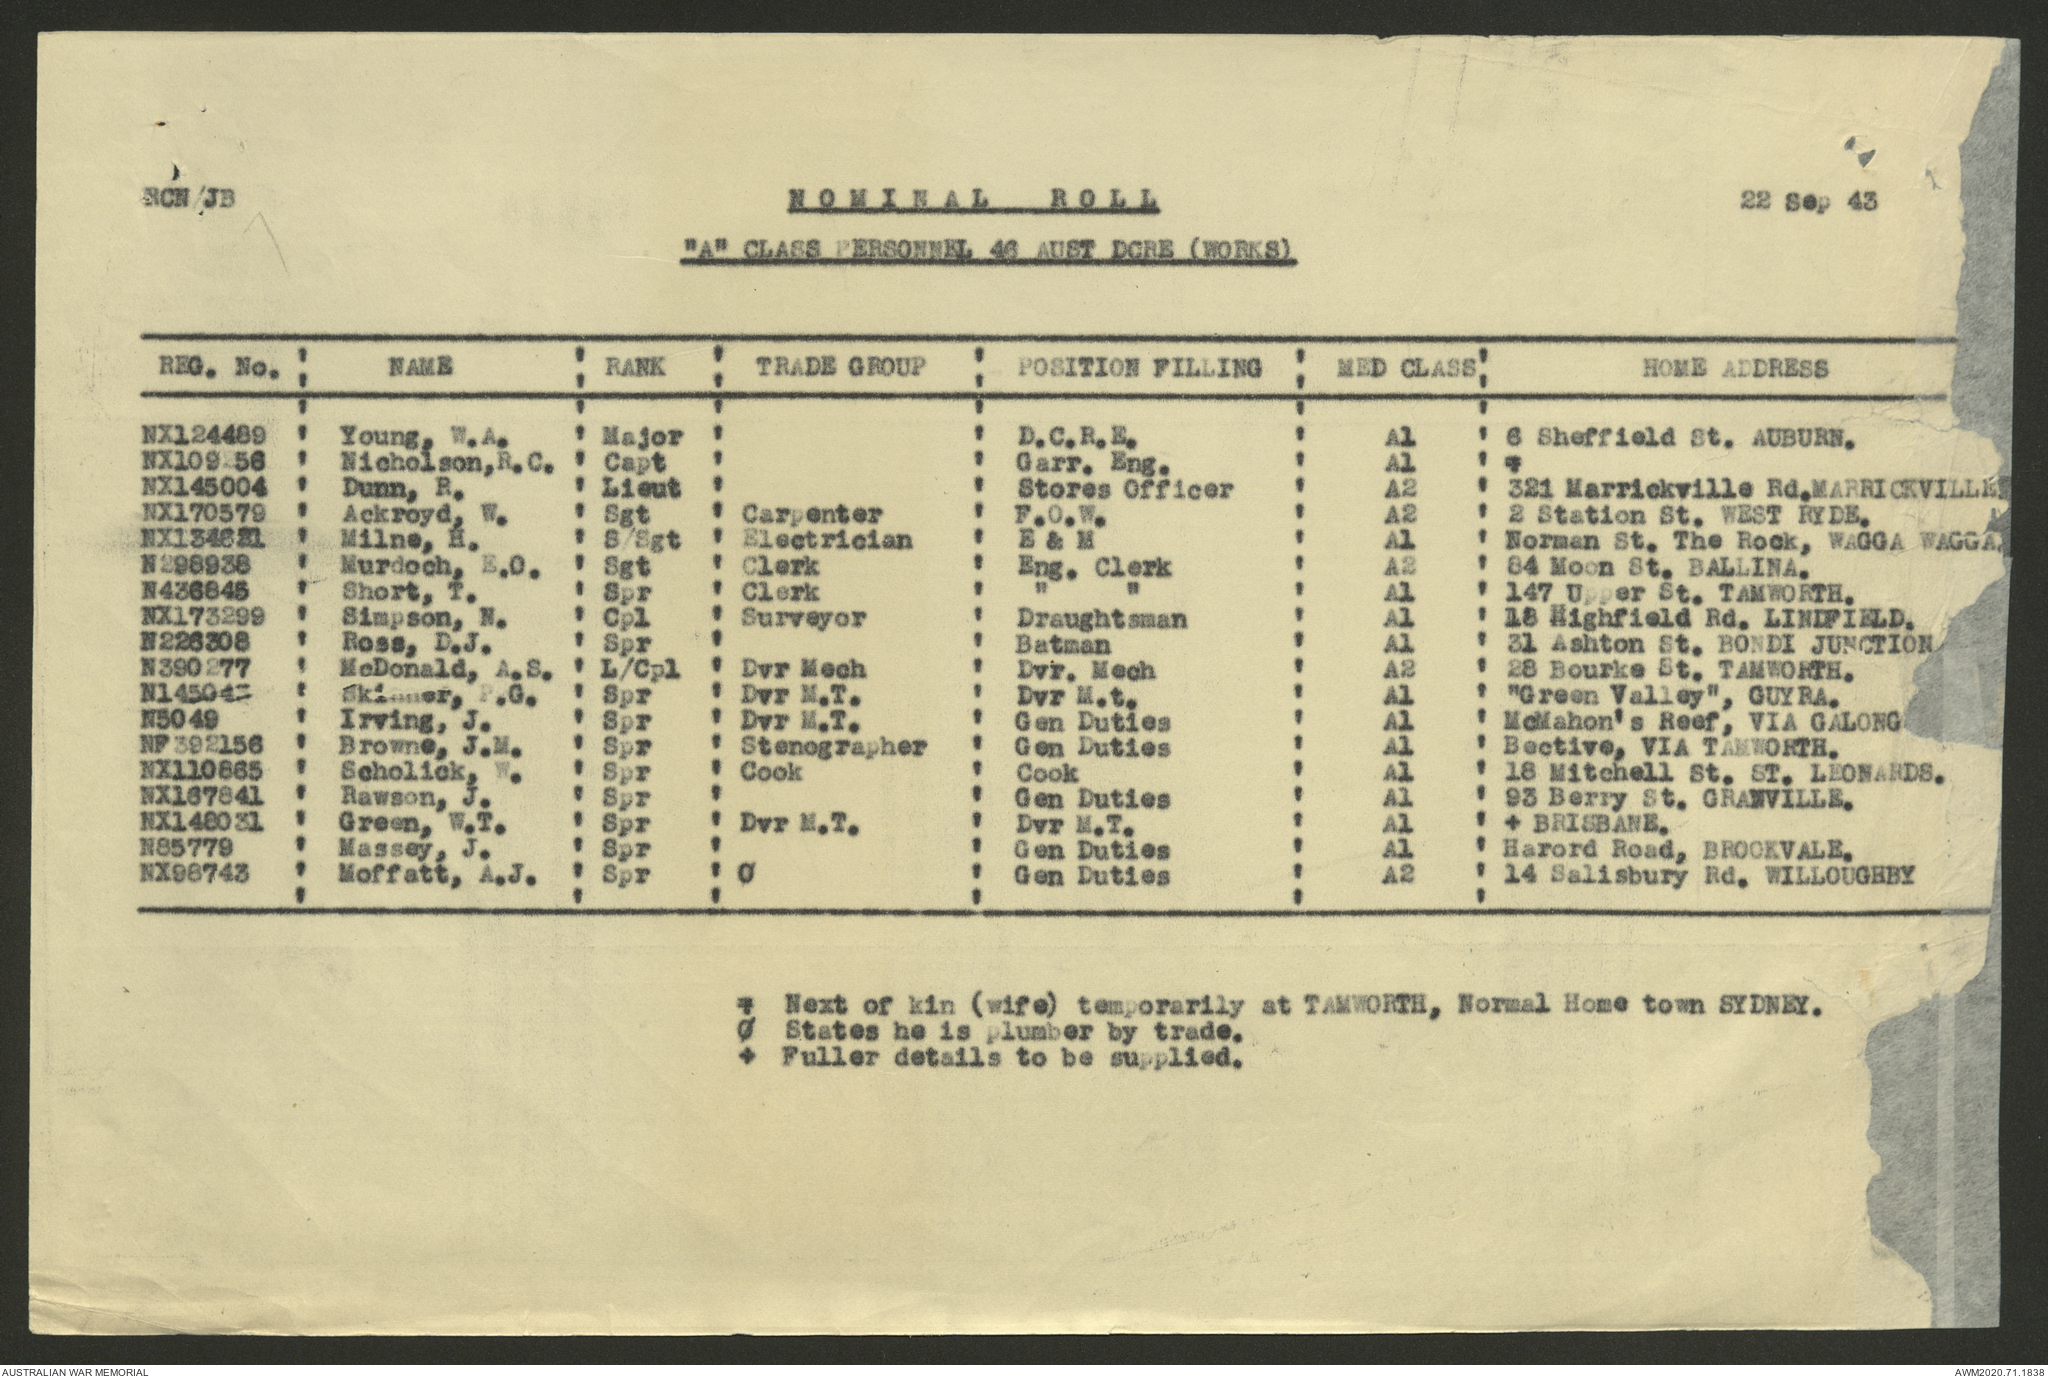 RCN/JB NOMINAL ROLL 22 Sep 43
"A" CLASS PERSONNEL 46 AUST DCRE (WORKS)
REG. No. ' NAME ' RANK ' TRADE GROUP ' POSITION FILLING ' MED CLASS ' HOME ADDRESS
NX124489 ' Young, W.A. ' Major ' ' D.C.R.E. ' A1 ' 6 Sheffield St. AUBURN.
NX109256 ' Nicholson,R.C. ' Capt ' ' Garr. Eng. ' A1 ' ∓
NX145004 ' Dunn, R. ' Lieut ' ' Stores Officer ' A2 ' 321 Marrickville Rd.MARRICKVILLE
NX170579 ' Ackroyd, W. ' Sgt ' Carpenter ' F.O.W. ' A2 ' 2 Station St. WEST RYDE.
' Milne, H. ' S/Sgt ' Electrician ' E & M ' A1 ' Norman St. The Rock, WAGGA WAGGA.
N298938 ' Murdoch, E.O. ' Sgt ' Clerk ' Eng. Clerk ' A2 ' 84 Moon St. BALLINA.
N436845 ' Short, T. ' Spr ' Clerk ' " " ' A1 ' 147 Upper St. TAMWORTH.
NX173299 ' Simpson, N. ' Cpl ' Surveyor ' Draughtsman ' A1 ' 18 Highfield Rd. LINDFIELD.
N226308 ' Ross, D.J. ' Spr ' ' Batman ' A1 ' 31 Ashton St. BONDI JUNCTION
N390277 ' McDonald, A.S. ' L/Cpl ' Dvr Mech ' Dvr. Mech ' A2 ' 28 Bourke St. TAMWORTH.
' Skinner, P.G. ' Spr ' Dvr M.T. ' Dvr M.t. ' A1 ' "Green Valley", GUYRA.
N5049 ' Irving, J. ' Spr ' Dvr M.T. ' Gen Duties ' A1 ' McMahon's Reef, VIA GALONG
NF392156 ' Browne, J.M. ' Spr ' Stenographer ' Gen Duties ' A1 ' Bective, VIA TAMWORTH.
NX110865 ' Scholick, W. ' Spr ' Cook ' Cook ' A1 ' 18 Mitchell St. ST. LEONARDS.
NX167841 ' Rawson, J. ' Spr ' ' Gen Duties ' A1 ' 93 Berry St. GRANVILLE.
NX148031 ' Green, W.T. ' Spr ' Dvr M.T. ' Dvr M.T. ' A1 ' + BRISBANE.
N85779 ' Massey, J. ' Spr ' ' Gen Duties ' A1 ' Harord Road, BROOKVALE.
NX98743 ' Moffatt, A.J. ' Spr ' Ø ' Gen Duties ' A2 ' 14 Salisbury Rd. WILLOUGHBY
∓ Next of kin (wife) temporarily at TAMWORTH, Normal Home town SYDNEY.
Ø States he is plumber by trade.
+ Fuller details to be supplied.
AUSTRALIAN WAR MEMORIAL AWM2020.71.1838